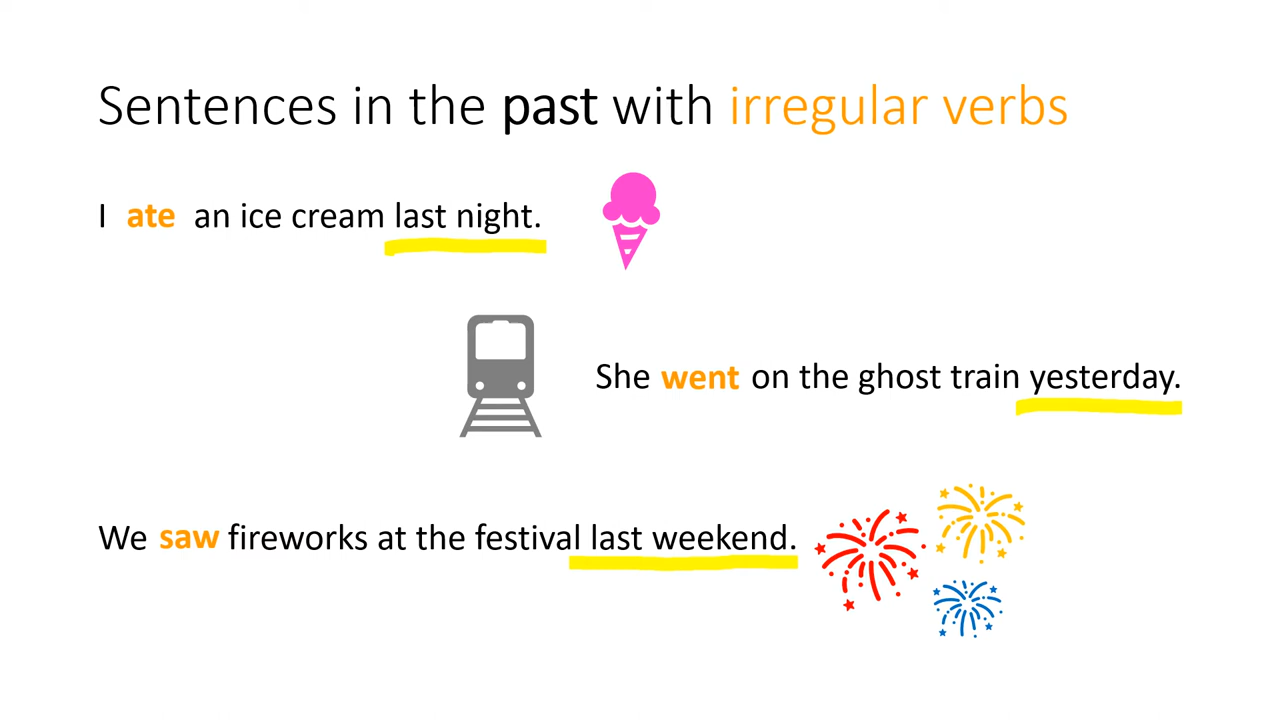 Sentences in the past with irregular verbs
I ate an ice cream last night.
She went on the ghost train yesterday.
We saw fireworks at the festival last weekend.